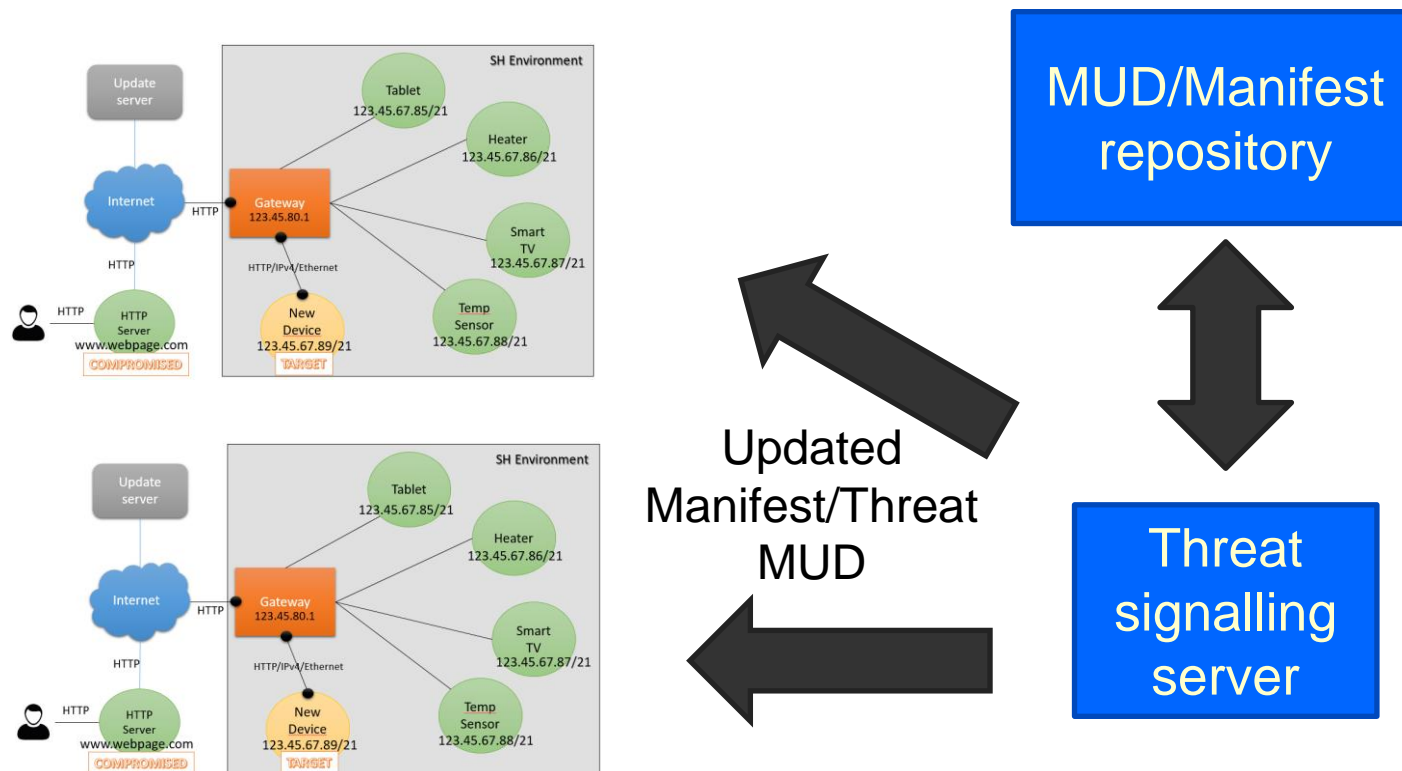 SH Environment
Update
server
Tablet
123.45.67.85/21
Heater
123.45.67.86/21
Internet
HTTP
Gateway
123.45.80.1
Smart
TV
123.45.67.87/21
HTTP
HTTP/IPv4/Ethernet
HTTP
HTTP
Server
www.webpage.com
COMPROMISED
New
Device
123.45.67.89/21
TARGET
Temp
Sensor
123.45.67.88/21
SH Environment
Update
server
Tablet
123.45.67.85/21
Heater
123.45.67.86/21
Internet
HTTP
Gateway
123.45.80.1
Smart
TV
123.45.67.87/21
HTTP
HTTP/IPv4/Ethernet
HTTP
HTTP
Server
www.webpage.com
COMPROMISED
New
Device
123.45.67.89/21
TARGET
Temp
Sensor
123.45.67.88/21
MUD/Manifest
repository
Updated
Manifest/Threat
MUD
Threat
signalling
server